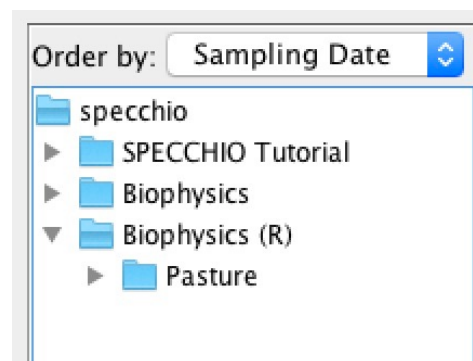 Order by: Sampling Date
specchio
SPECCHIO Tutorial
Biophysics
Biophysics (R)
Pasture